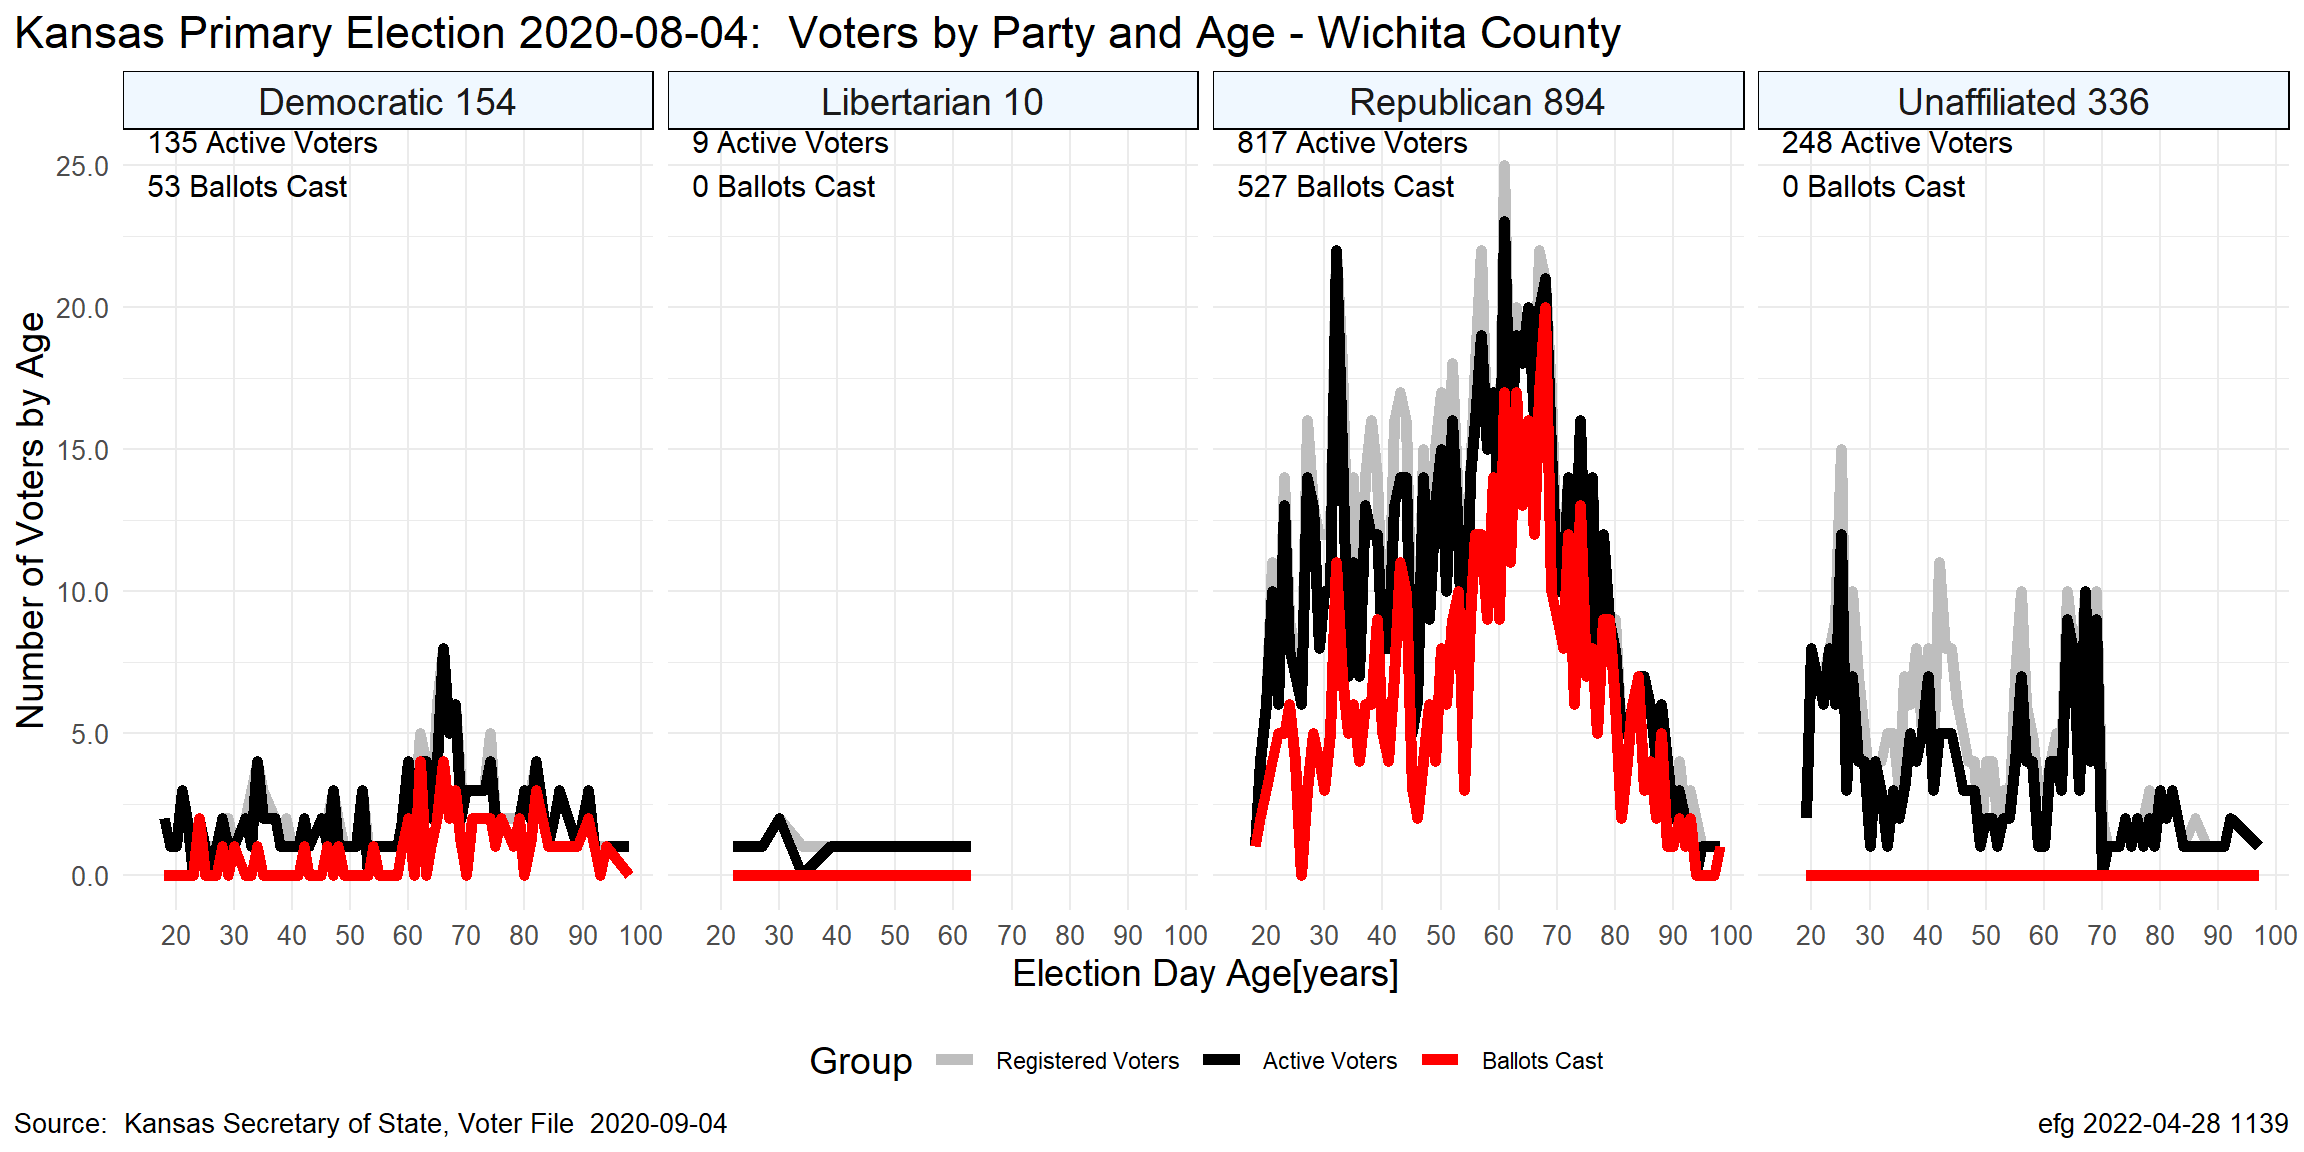 Kansas Primary Election 2020-08-04:  Voters by Party and Age - Wichita County
Democratic 154
Libertarian 10
Republican 894
Unaffiliated 336
135 Active Voters
53 Ballots Cast
9 Active Voters
0 Ballots Cast
817 Active Voters
527 Ballots Cast
248 Active Voters
0 Ballots Cast
Number of Voters by Age
25.0
20.0
15.0
10.0
5.0
0.0
20 30 40 50 60 70 80 90 100
20 30 40 50 60 70 80 90 100
20 30 40 50 60 70 80 90 100
20 30 40 50 60 70 80 90 100
Election Day Age[years]
Group Registered Voters Active Voters Ballots Cast
Source:  Kansas Secretary of State, Voter File  2020-09-04
efg 2022-04-28 1139